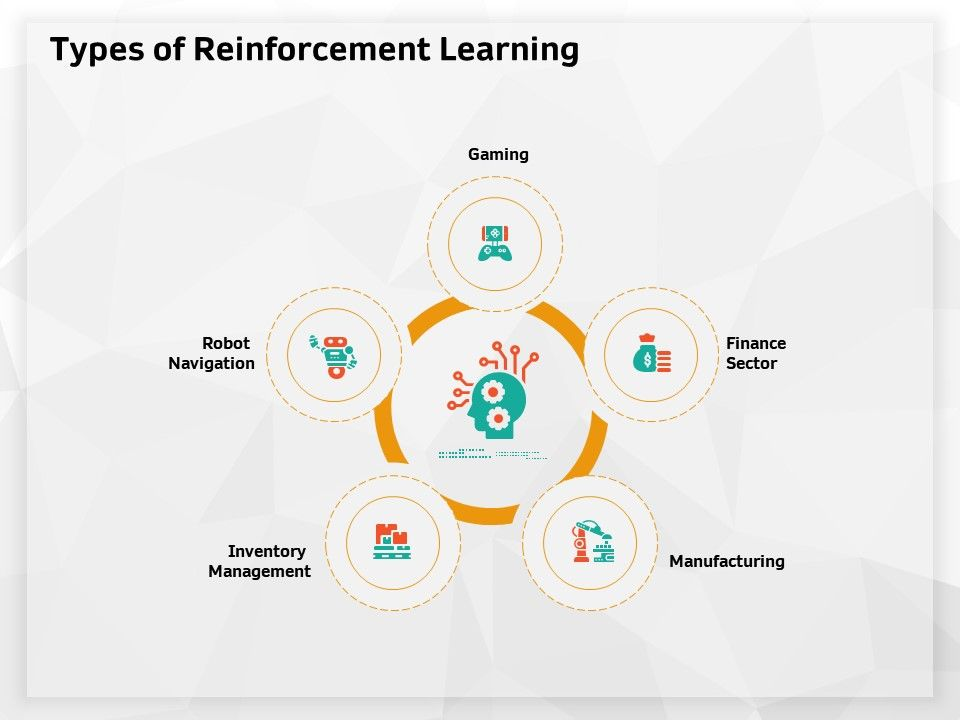 Types of Reinforcement Learning
Gaming
Robot
Navigation
Finance
Sector
Inventory
Management
Manufacturing